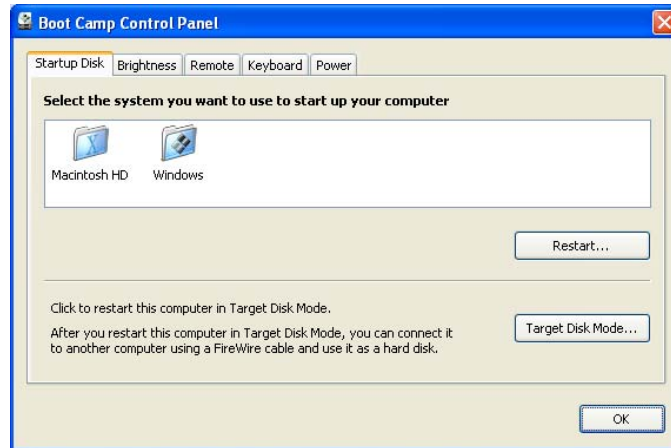 Boot Camp Control Panel
Startup Disk Brightness Remote Keyboard Power
Select the system you want to use to start up your computer
Macintosh HD Windows
Restart...
Click to restart this computer in Target Disk Mode.
After you restart this computer in Target Disk Mode, you can connect it
to another computer using a FireWire cable and use it as a hard disk.
Target Disk Mode...
OK